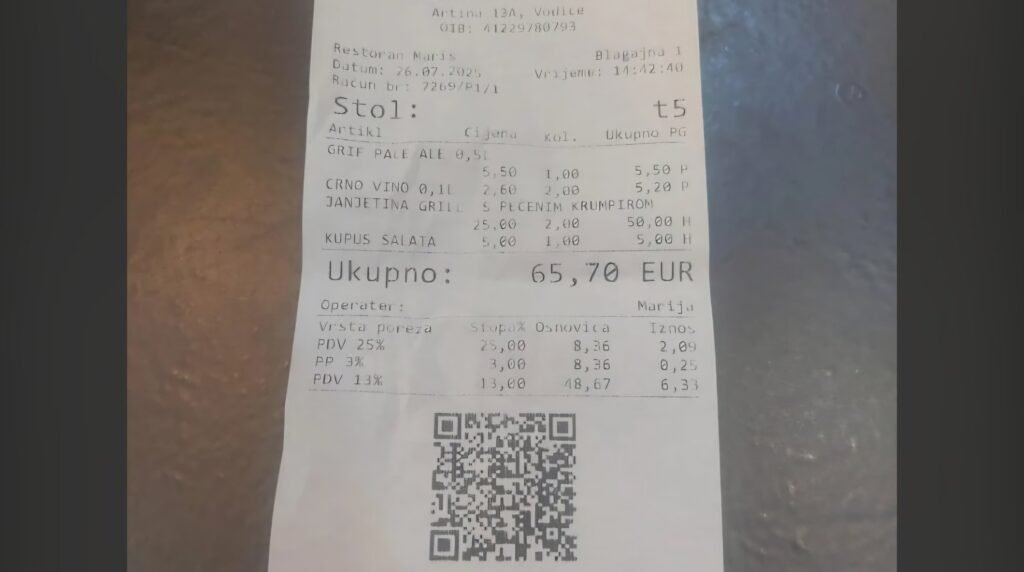 Artina 13A, Vodice
OIB: 41229780793
Restoran Maris Blagajna 1
Datum: 26.07.2025 Vrijeme: 14:42:40
Račun br: 7269/P1/1
Stol: t5
Artikl Cijena Kol. Ukupno PG
GRIF PALE ALE 0,5L
5,50 1,00 5,50 P
CRNO VINO 0,1L 2,60 2,00 5,20 P
JANJETINA GRILL S PEČENIM KRUMPIROM
25,00 2,00 50,00 H
KUPUS SALATA 5,00 1,00 5,00 H
Ukupno: 65,70 EUR
Operater: Marija
Vrsta poreza Stopa% Osnovica Iznos
PDV 25% 25,00 8,36 2,09
PP 3% 3,00 8,36 0,25
PDV 13% 13,00 48,67 6,33